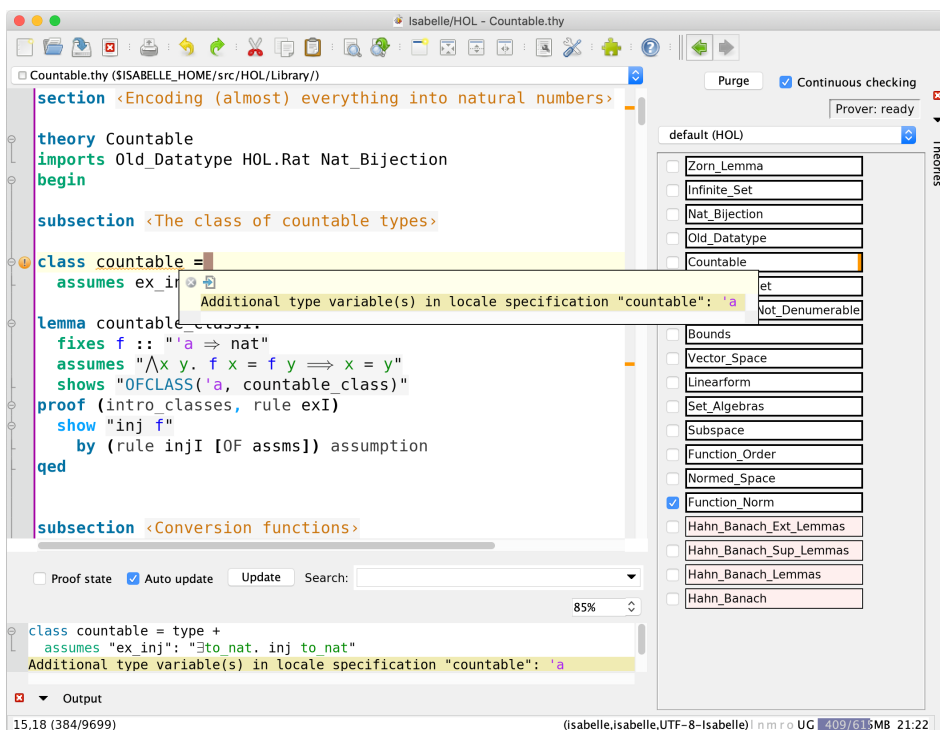 Isabelle/HOL - Countable.thy
Countable.thy ($ISABELLE_HOME/src/HOL/Library/)
section ‹Encoding (almost) everything into natural numbers›
theory Countable
imports Old_Datatype HOL.Rat Nat_Bijection
begin
subsection ‹The class of countable types›
class countable =
assumes ex_in
Additional type variable(s) in locale specification "countable": 'a
lemma countable_classI:
fixes f :: "'a ⇒ nat"
assumes "⋀x y. f x = f y ⟹ x = y"
shows "OFCLASS('a, countable_class)"
proof (intro_classes, rule exI)
show "inj f"
by (rule injI [OF assms]) assumption
qed
subsection ‹Conversion functions›
Purge
Continuous checking
Prover: ready
default (HOL)
Zorn_Lemma
Infinite_Set
Nat_Bijection
Old_Datatype
Countable
et
Not_Denumerable
Bounds
Vector_Space
Linearform
Set_Algebras
Subspace
Function_Order
Normed_Space
Function_Norm
Hahn_Banach_Ext_Lemmas
Hahn_Banach_Sup_Lemmas
Hahn_Banach_Lemmas
Hahn_Banach
Theories
Proof state
Auto update
Update
Search:
85%
class countable = type +
assumes "ex_inj": "∃to_nat. inj to_nat"
Additional type variable(s) in locale specification "countable": 'a
Output
15,18 (384/9699)
(isabelle,isabelle,UTF-8-Isabelle) | n m r o UG 409/615MB 21:22